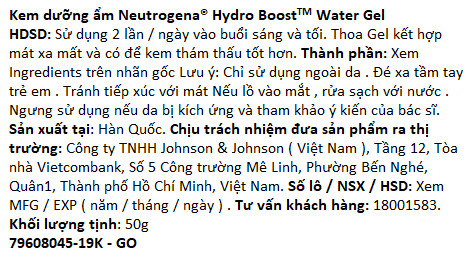 Kem dưỡng ẩm Neutrogena® Hydro Boost™ Water Gel
HDSD: Sử dụng 2 lần / ngày vào buổi sáng và tối. Thoa Gel kết hợp
mát xa mất và có để kem thám thấu tốt hơn. Thành phần: Xem
Ingredients trên nhãn gốc Lưu ý: Chỉ sử dụng ngoài da . Để xa tầm tay
trẻ em . Tránh tiếp xúc với mát Nếu lỡ vào mắt , rửa sạch với nước .
Ngưng sử dụng nếu da bị kích ứng và tham khảo ý kiến của bác sĩ.
Sản xuất tại: Hàn Quốc. Chịu trách nhiệm đưa sản phẩm ra thị
trường: Công ty TNHH Johnson & Johnson ( Việt Nam ), Tầng 12, Tòa
nhà Vietcombank, Số 5 Công trường Mê Linh, Phường Bến Nghé,
Quân1, Thành phố Hồ Chí Minh, Việt Nam. Số lô / NSX / HSD: Xem
MFG / EXP ( năm / tháng / ngày ) . Tư vấn khách hàng: 18001583.
Khối lượng tịnh: 50g
79608045-19K - GO